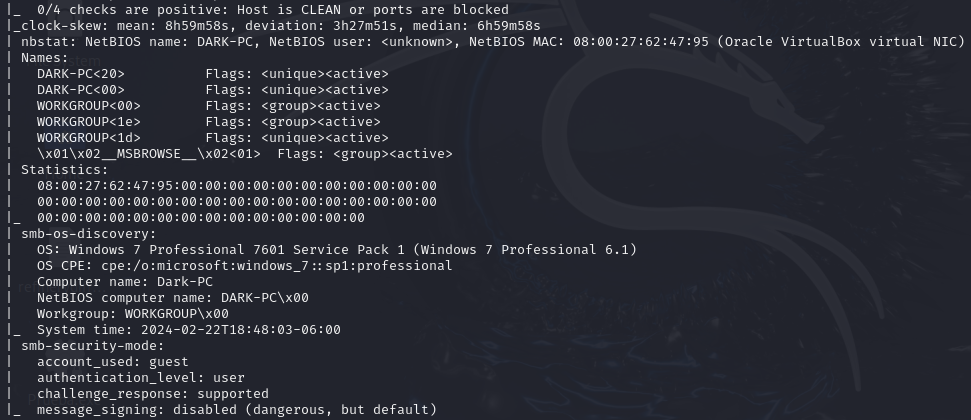 |_  0/4 checks are positive: Host is CLEAN or ports are blocked
|_clock-skew: mean: 8h59m58s, deviation: 3h27m51s, median: 6h59m58s
| nbstat: NetBIOS name: DARK-PC, NetBIOS user: <unknown>, NetBIOS MAC: 08:00:27:62:47:95 (Oracle VirtualBox virtual NIC)
| Names:
|   DARK-PC<20>          Flags: <unique><active>
|   DARK-PC<00>          Flags: <unique><active>
|   WORKGROUP<00>        Flags: <group><active>
|   WORKGROUP<1e>        Flags: <group><active>
|   WORKGROUP<1d>        Flags: <unique><active>
|   \x01\x02__MSBROWSE__\x02<01>  Flags: <group><active>
| Statistics:
|   08:00:27:62:47:95:00:00:00:00:00:00:00:00:00:00:00
|   00:00:00:00:00:00:00:00:00:00:00:00:00:00:00:00:00
|_  00:00:00:00:00:00:00:00:00:00:00:00:00:00
| smb-os-discovery:
|   OS: Windows 7 Professional 7601 Service Pack 1 (Windows 7 Professional 6.1)
|   OS CPE: cpe:/o:microsoft:windows_7::sp1:professional
|   Computer name: Dark-PC
|   NetBIOS computer name: DARK-PC\x00
|   Workgroup: WORKGROUP\x00
|_  System time: 2024-02-22T18:48:03-06:00
| smb-security-mode:
|   account_used: guest
|   authentication_level: user
|   challenge_response: supported
|_  message_signing: disabled (dangerous, but default)